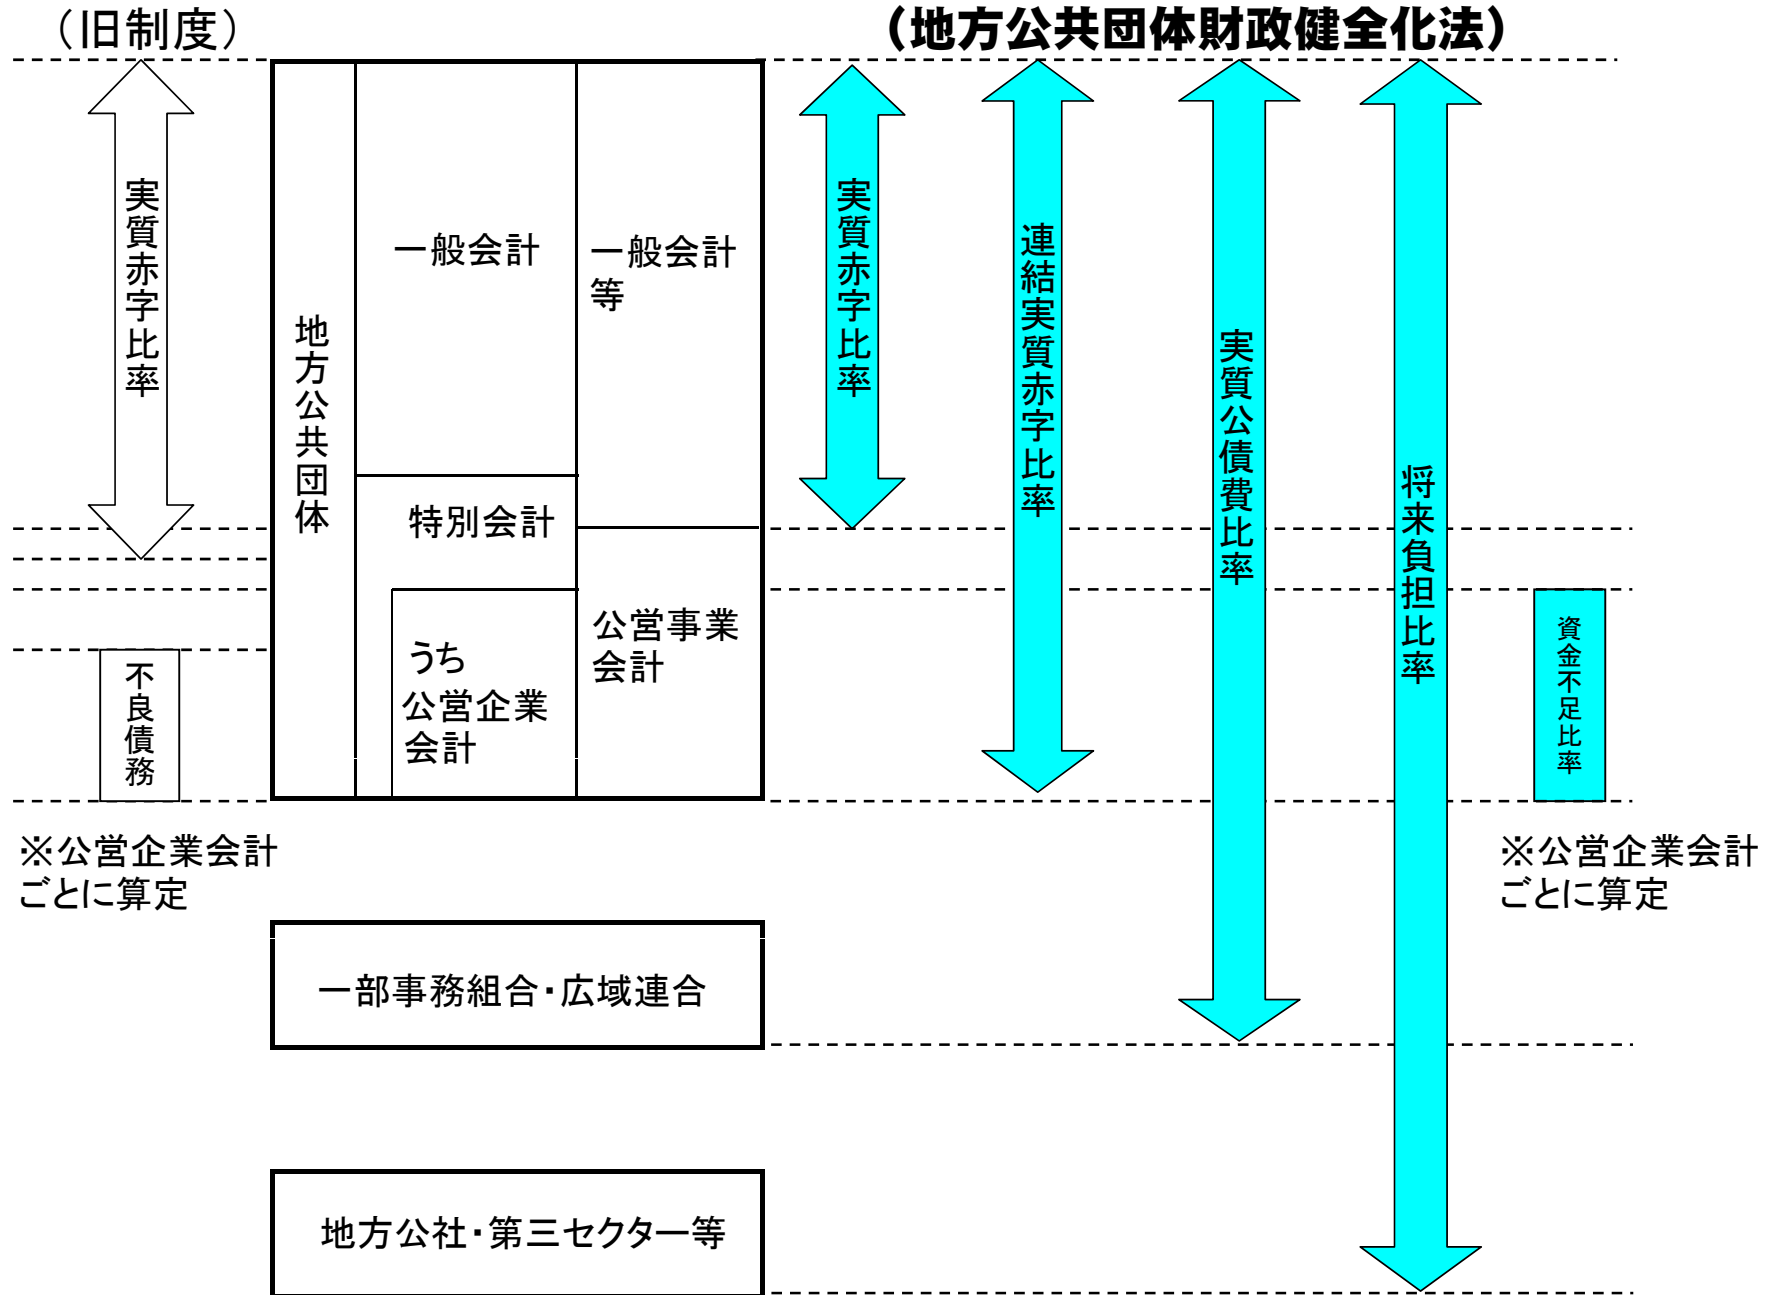 （旧制度）
（地方公共団体財政健全化法）
実質赤字比率
不良債務
※公営企業会計
ごとに算定
地方公共団体
一般会計
特別会計
うち
公営企業
会計
一般会計
等
公営事業
会計
実質赤字比率
連結実質赤字比率
実質公債費比率
将来負担比率
資金不足比率
※公営企業会計
ごとに算定
一部事務組合・広域連合
地方公社・第三セクター等